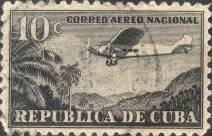 CORREO AEREO NACIONAL
10¢
REPUBLICA DE CUBA